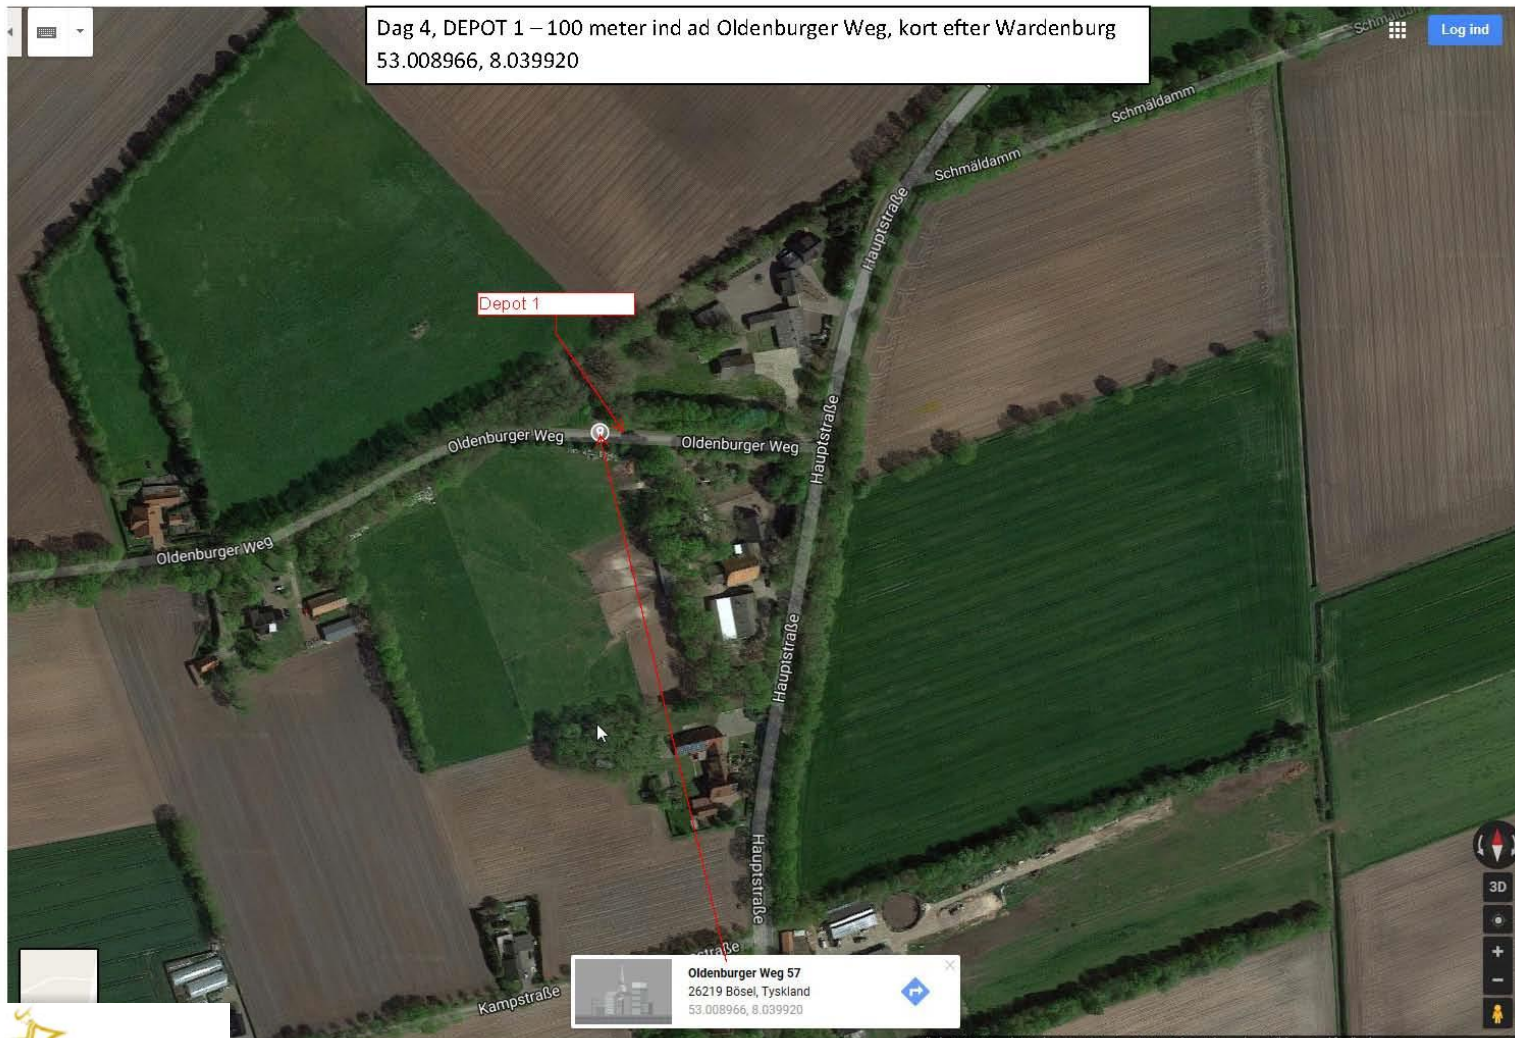 Dag 4, DEPOT 1 – 100 meter ind ad Oldenburger Weg, kort efter Wardenburg
53.008966, 8.039920
Log ind
Schmäldamm
Schmäldamm
Hauptstraße
Depot 1
Oldenburger Weg
Oldenburger Weg
Hauptstraße
Oldenburger Weg
Hauptstraße
Hauptstraße
3D
Kampstraße
Oldenburger Weg 57
26219 Bösel, Tyskland
53.008966, 8.039920